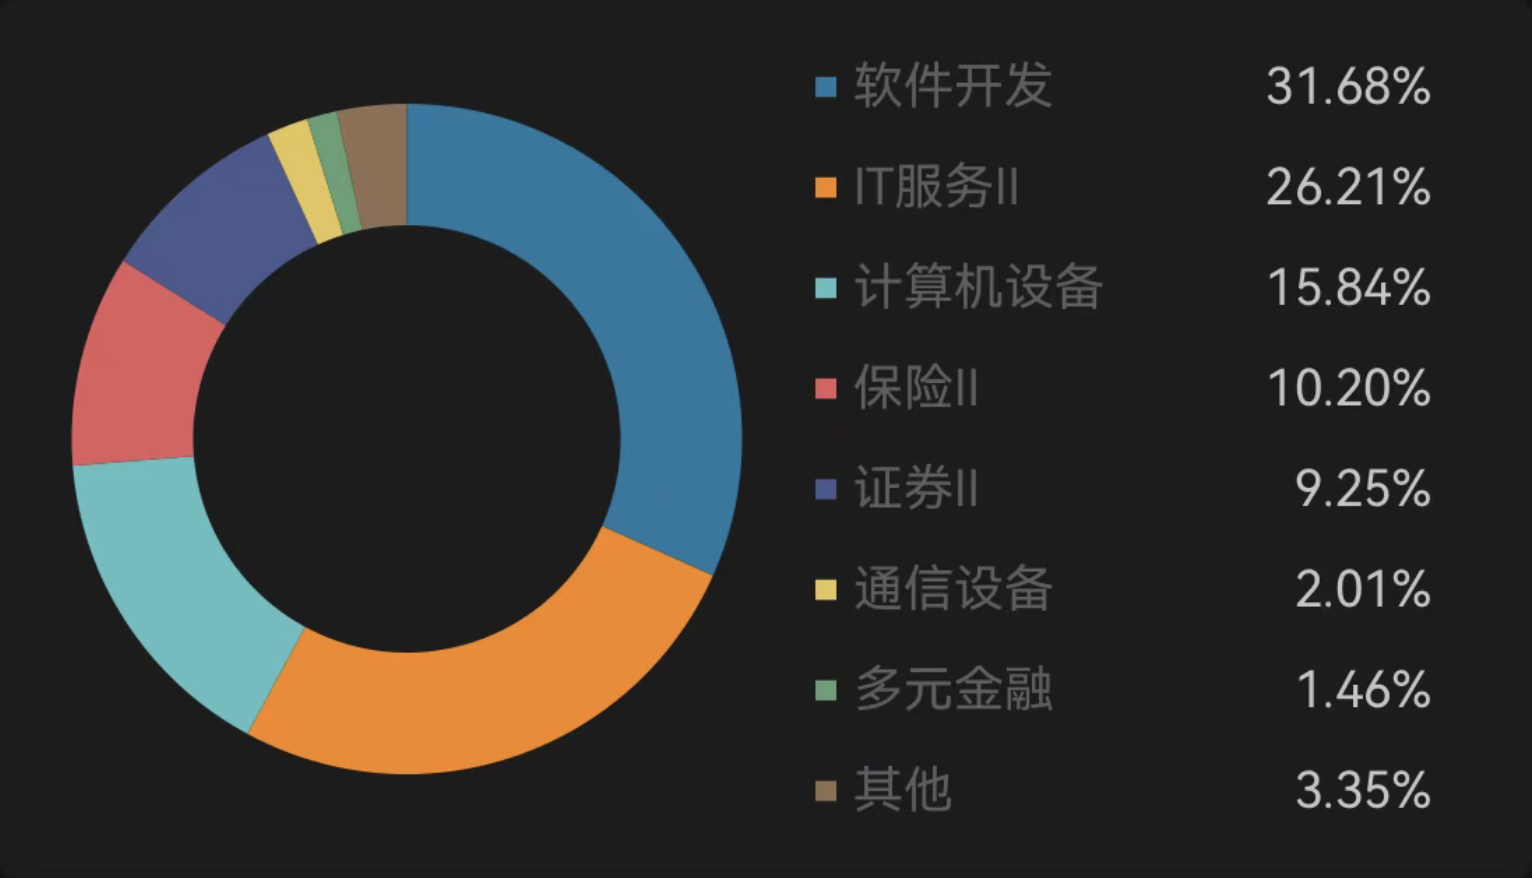 软件开发 31.68%
IT服务II 26.21%
计算机设备 15.84%
保险II 10.20%
证券II 9.25%
通信设备 2.01%
多元金融 1.46%
其他 3.35%